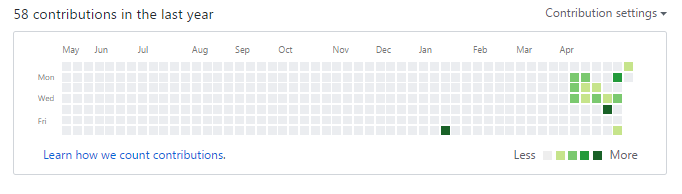 58 contributions in the last year
Contribution settings
May Jun Jul Aug Sep Oct Nov Dec Jan Feb Mar Apr
Mon
Wed
Fri
Learn how we count contributions.
Less More